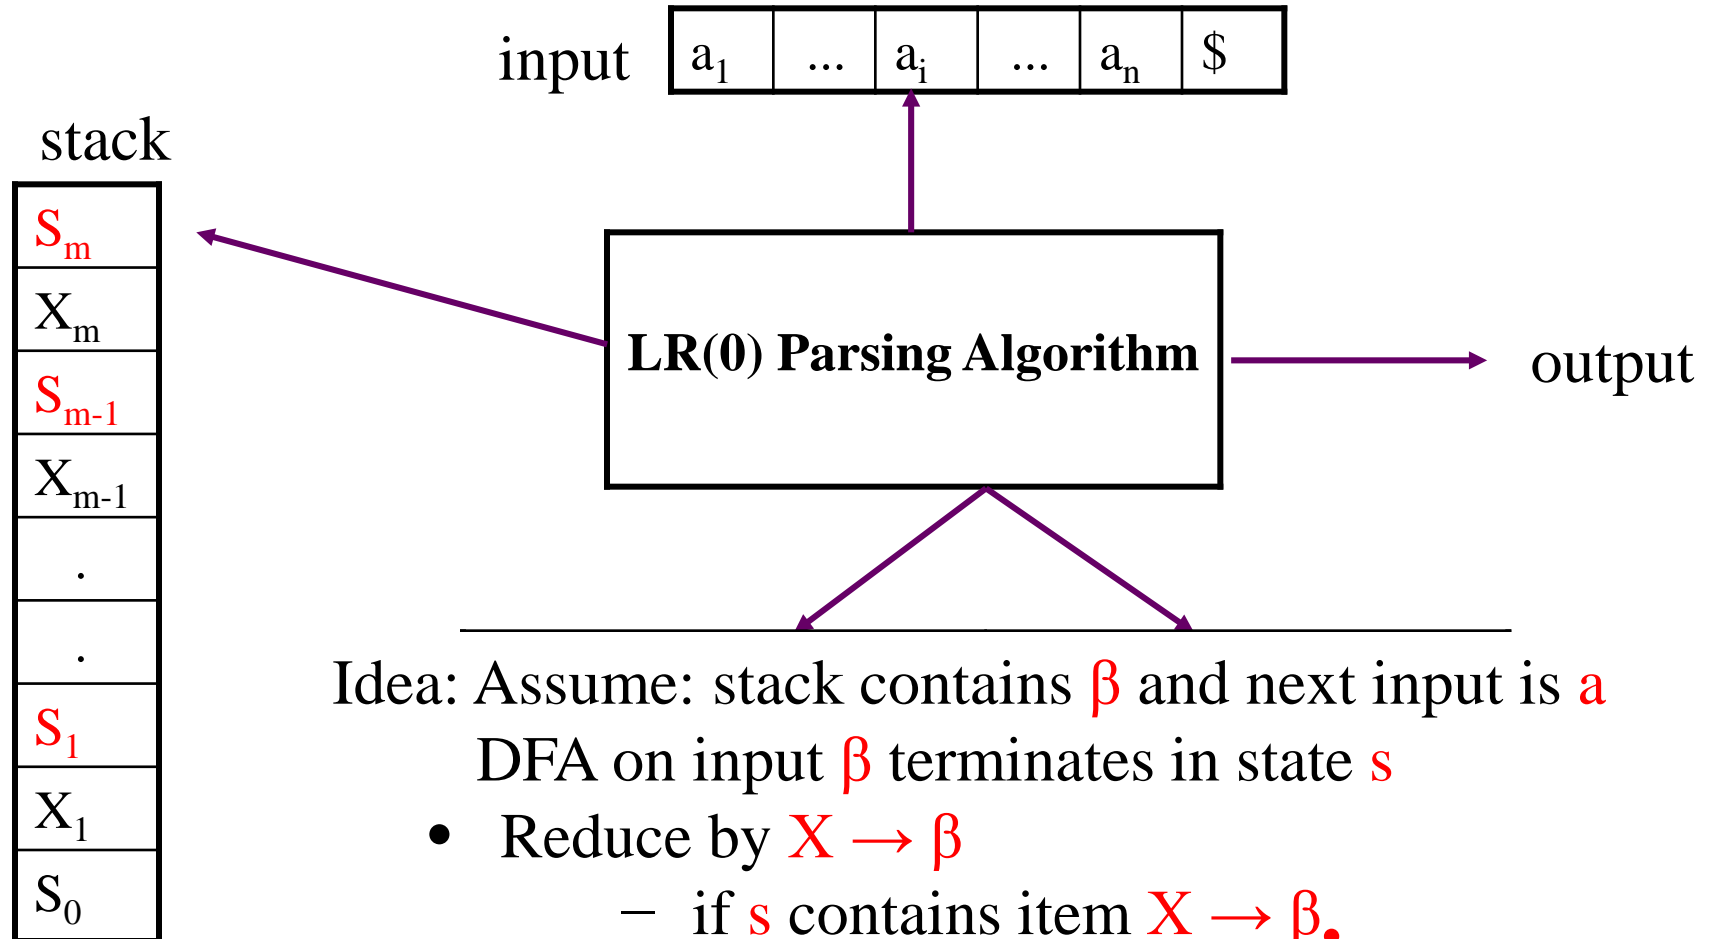 input
a₁ ... aᵢ ... aₙ $
stack
Sₘ
Xₘ
Sₘ₋₁
Xₘ₋₁
.
.
S₁
X₁
S₀
LR(0) Parsing Algorithm
output
Idea: Assume: stack contains β and next input is a
DFA on input β terminates in state s
• Reduce by X → β
– if s contains item X → β.